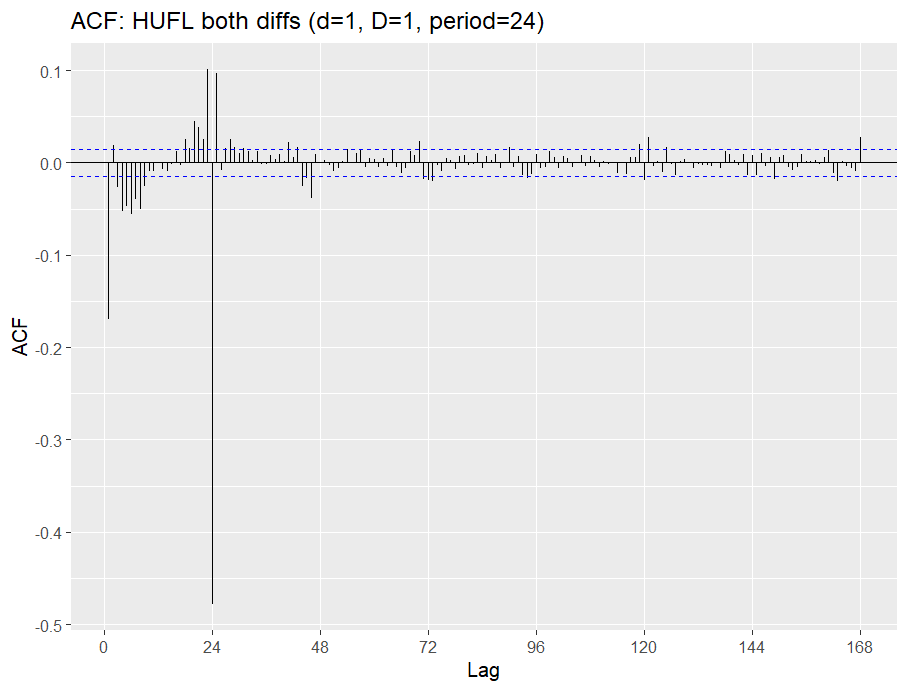 ACF: HUFL both diffs (d=1, D=1, period=24)
0.1
0.0
-0.1
-0.2
-0.3
-0.4
-0.5
ACF
0 24 48 72 96 120 144 168
Lag